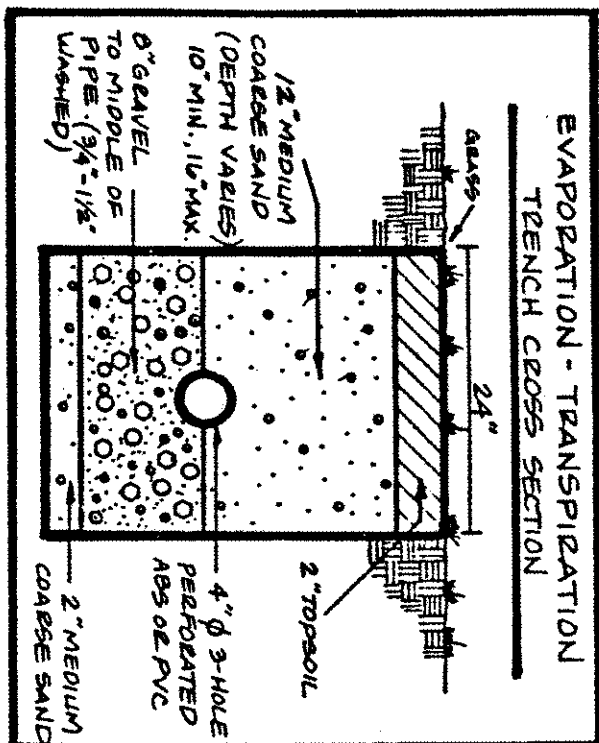 EVAPORATION - TRANSPIRATION
TRENCH CROSS SECTION
GRASS
24"
12" MEDIUM
COARSE SAND
(DEPTH VARIES)
10" MIN., 16" MAX.
8" GRAVEL
TO MIDDLE OF
PIPE. (3/4"-1 1/2"
WASHED)
2" TOPSOIL
4" ϕ 3-HOLE
PERFORATED
ABS OR PVC
2" MEDIUM
COARSE SAND